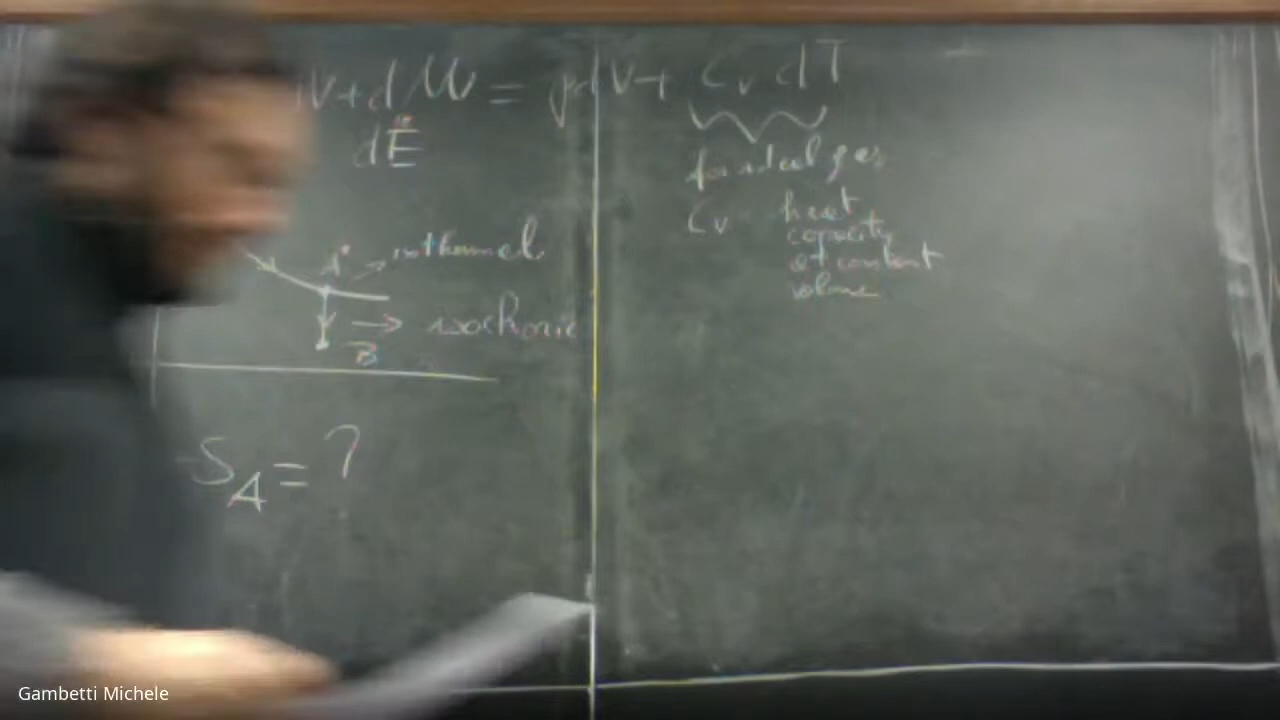 dV + dW = pdV + Cv dT
dE
for ideal gas
Cv heat
capacity
at constant
volume
A* → isothermal
→ isochoric
B
S_A = ?
Gambetti Michele